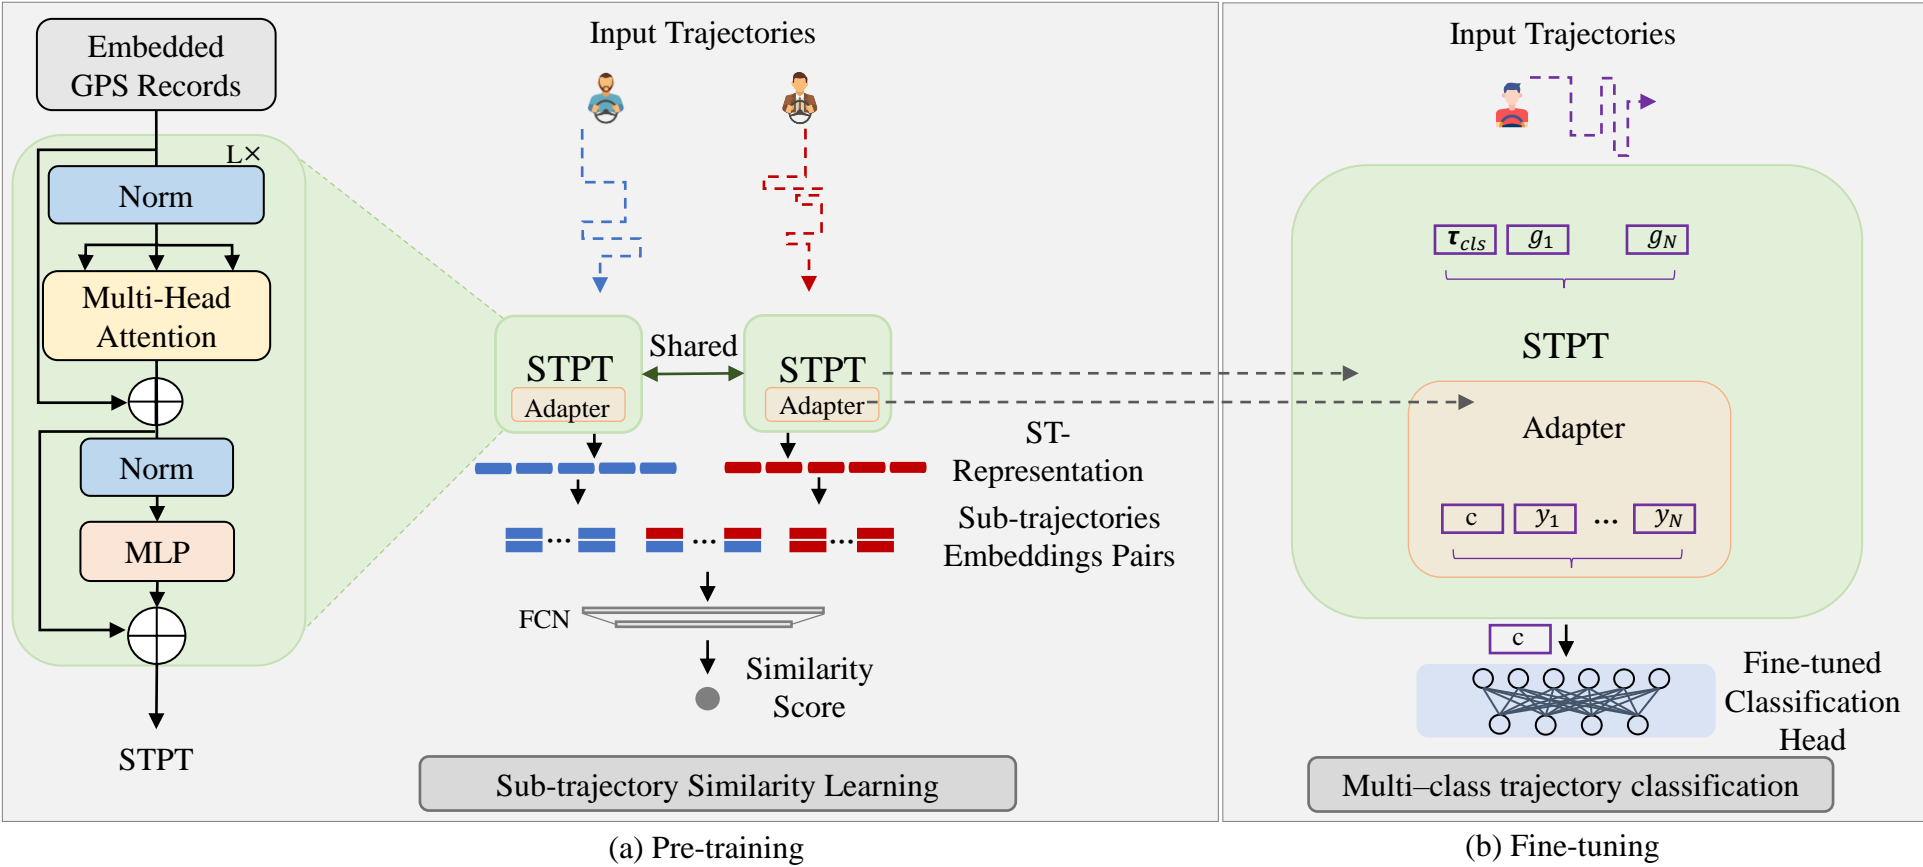 Embedded
GPS Records
L×
Norm
Multi-Head
Attention
Norm
MLP
STPT
Input Trajectories
STPT
Adapter
Shared
STPT
Adapter
ST-
Representation
Sub-trajectories
Embeddings Pairs
...
...
...
FCN
Similarity
Score
Sub-trajectory Similarity Learning
(a) Pre-training
Input Trajectories
τcls g1 gN
STPT
Adapter
c y1 ... yN
c
Fine-tuned
Classification
Head
Multi–class trajectory classification
(b) Fine-tuning